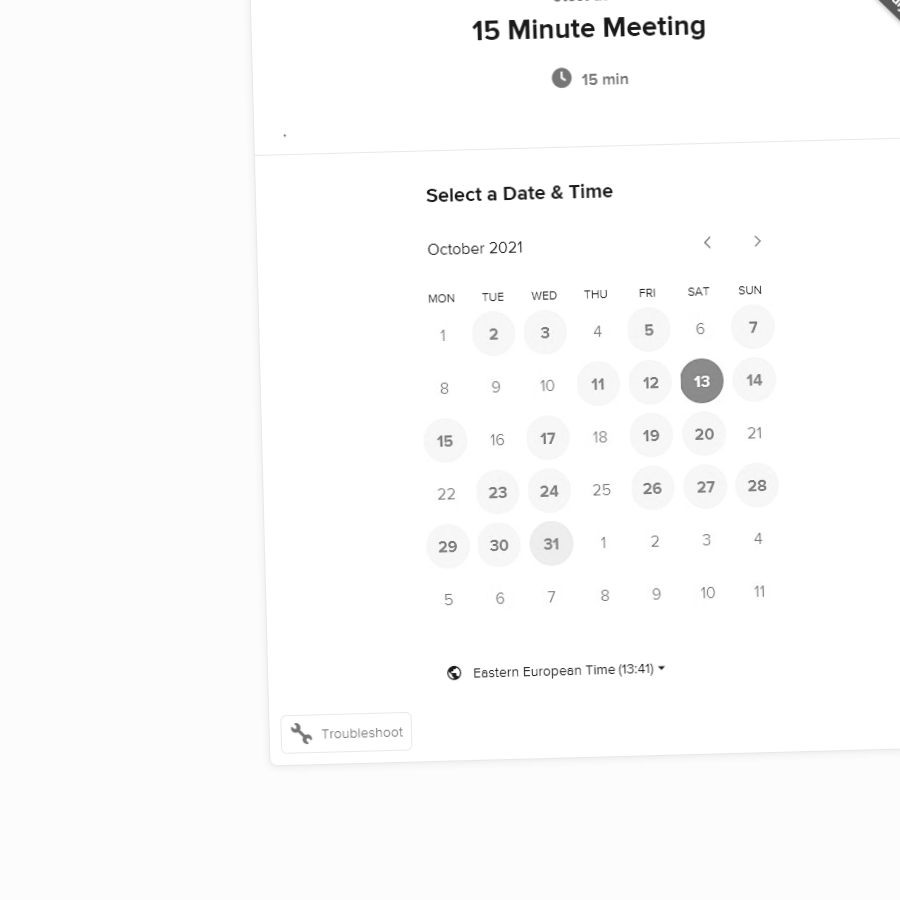 15 Minute Meeting
15 min
.
Select a Date & Time
October 2021
MON TUE WED THU FRI SAT SUN
1 2 3 4 5 6 7
8 9 10 11 12 13 14
15 16 17 18 19 20 21
22 23 24 25 26 27 28
29 30 31 1 2 3 4
5 6 7 8 9 10 11
Eastern European Time (13:41)
Troubleshoot